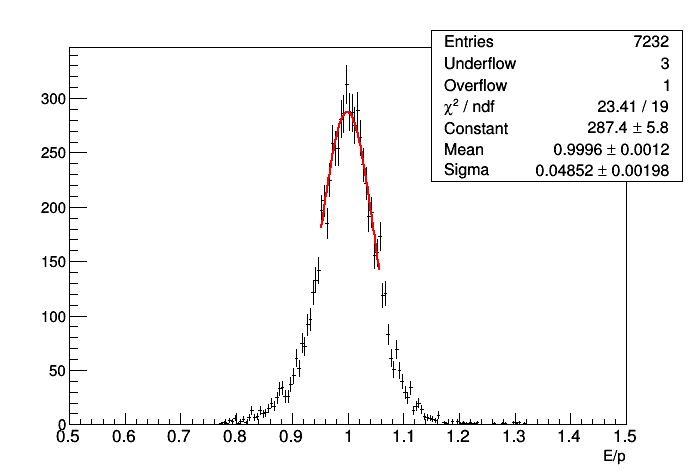 Entries 7232
Underflow 3
Overflow 1
χ² / ndf 23.41 / 19
Constant 287.4 ± 5.8
Mean 0.9996 ± 0.0012
Sigma 0.04852 ± 0.00198
300
250
200
150
100
50
0
0.5 0.6 0.7 0.8 0.9 1 1.1 1.2 1.3 1.4 1.5
E/p